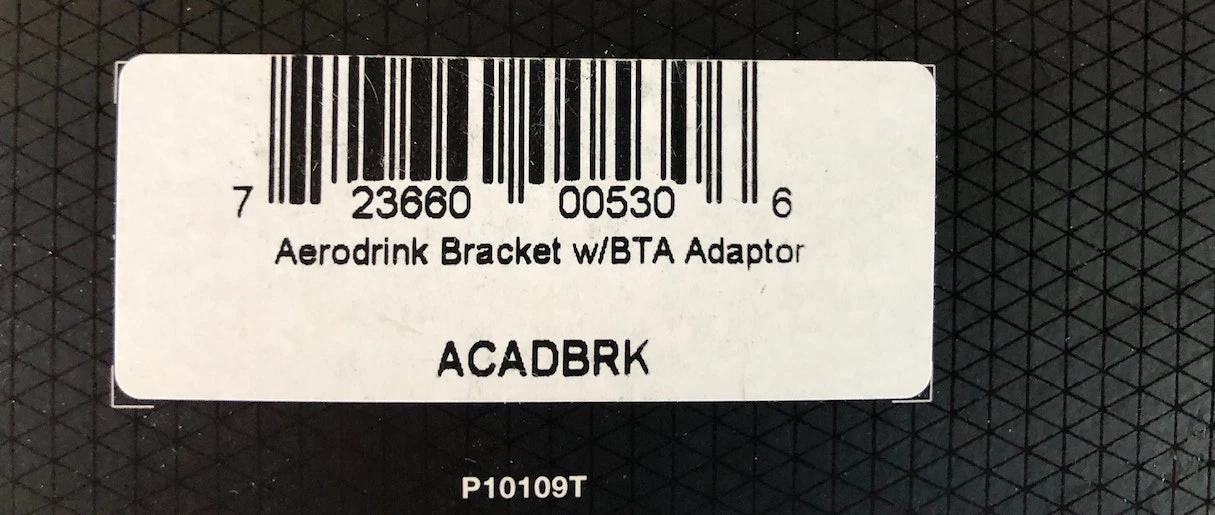 7 23660 00530 6
Aerodrink Bracket w/BTA Adaptor
ACADBRK
P10109T